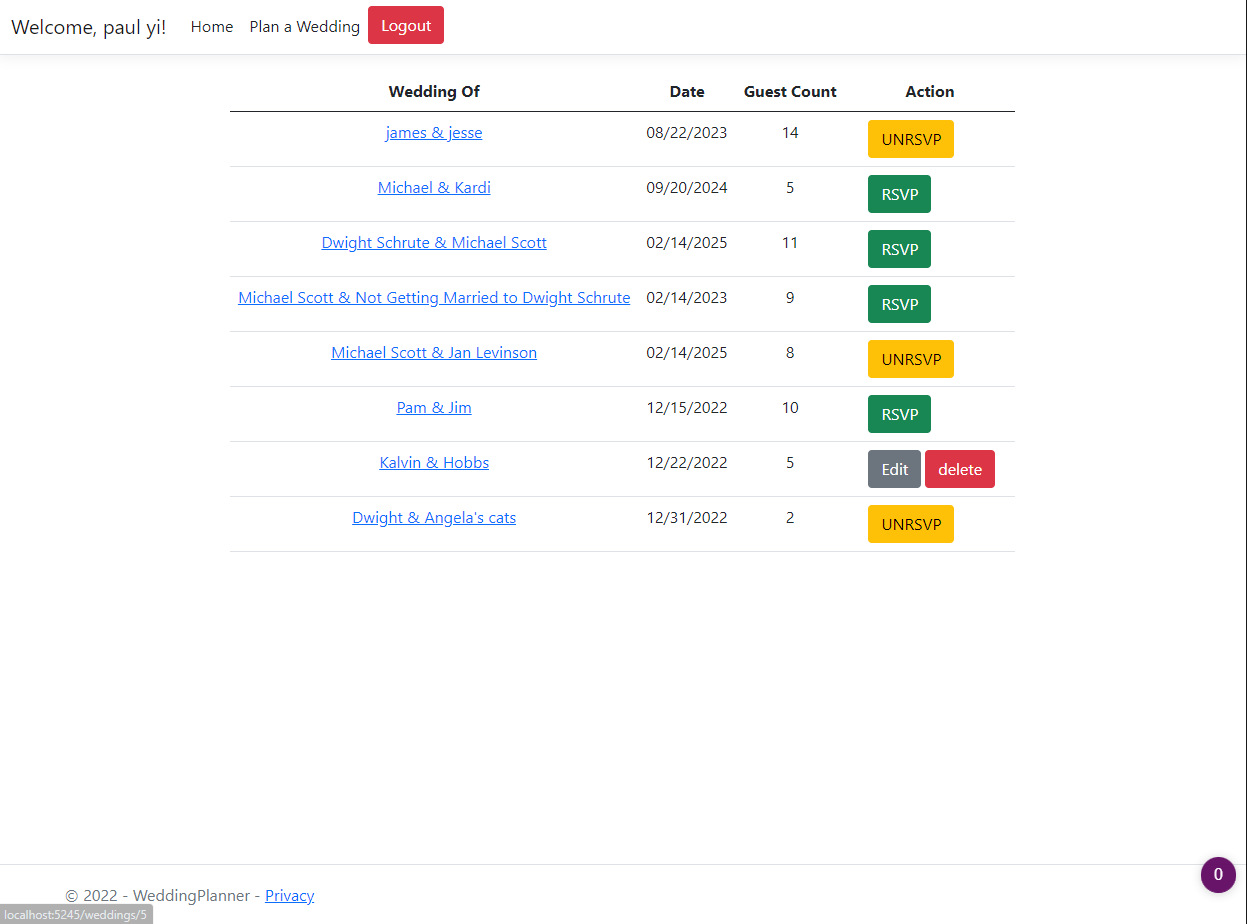 Welcome, paul yi! Home Plan a Wedding Logout
Wedding Of Date Guest Count Action
james & jesse 08/22/2023 14 UNRSVP
Michael & Kardi 09/20/2024 5 RSVP
Dwight Schrute & Michael Scott 02/14/2025 11 RSVP
Michael Scott & Not Getting Married to Dwight Schrute 02/14/2023 9 RSVP
Michael Scott & Jan Levinson 02/14/2025 8 UNRSVP
Pam & Jim 12/15/2022 10 RSVP
Kalvin & Hobbs 12/22/2022 5 Edit delete
Dwight & Angela's cats 12/31/2022 2 UNRSVP
0
© 2022 - WeddingPlanner - Privacy
localhost:5245/weddings/5